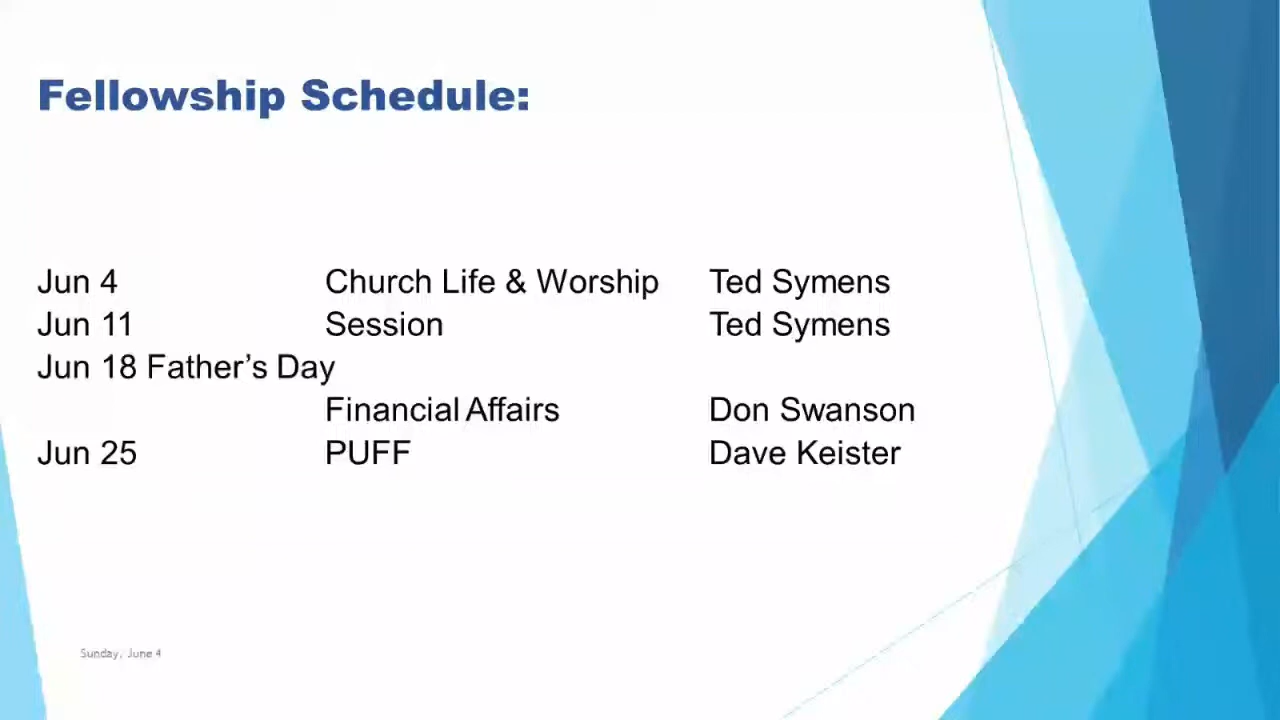 Fellowship Schedule:
Jun 4 Church Life & Worship Ted Symens
Jun 11 Session Ted Symens
Jun 18 Father’s Day
Financial Affairs Don Swanson
Jun 25 PUFF Dave Keister
Sunday, June 4